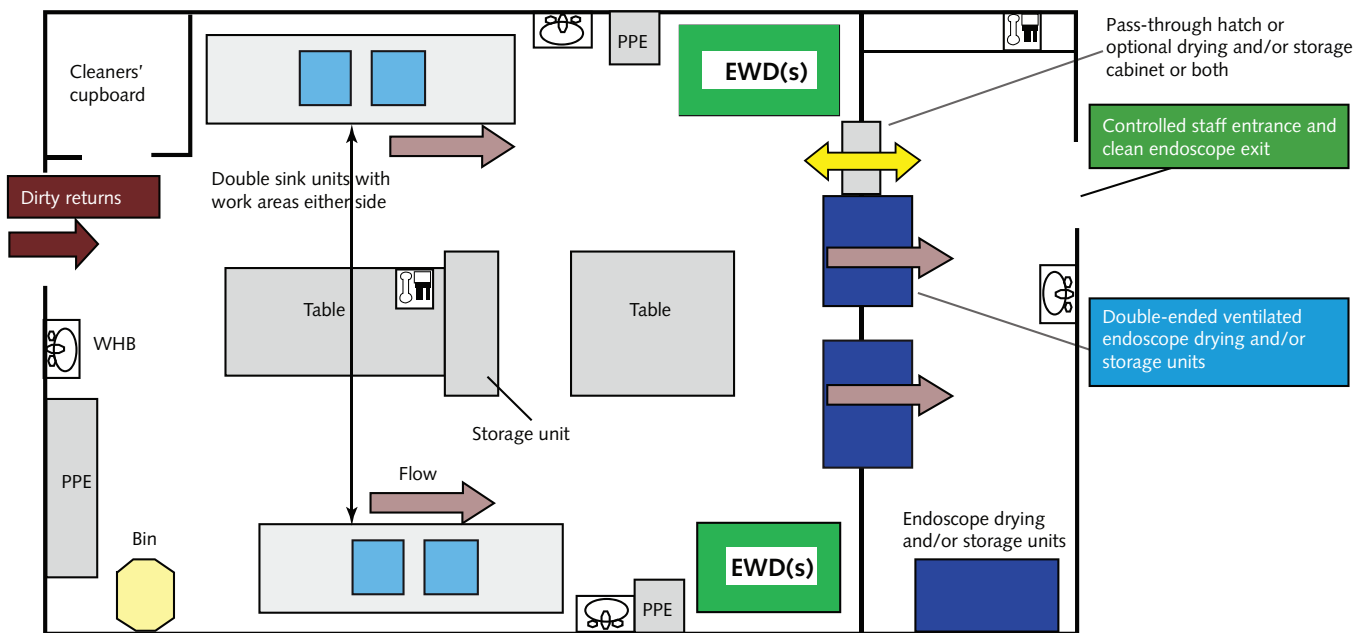 Cleaners'
cupboard
PPE
EWD(s)
Pass-through hatch or
optional drying and/or storage
cabinet or both
Controlled staff entrance and
clean endoscope exit
Dirty returns
Double sink units with
work areas either side
Table
Table
WHB
Double-ended ventilated
endoscope drying and/or
storage units
Storage unit
PPE
Flow
Bin
Endoscope drying
and/or storage units
EWD(s)
PPE